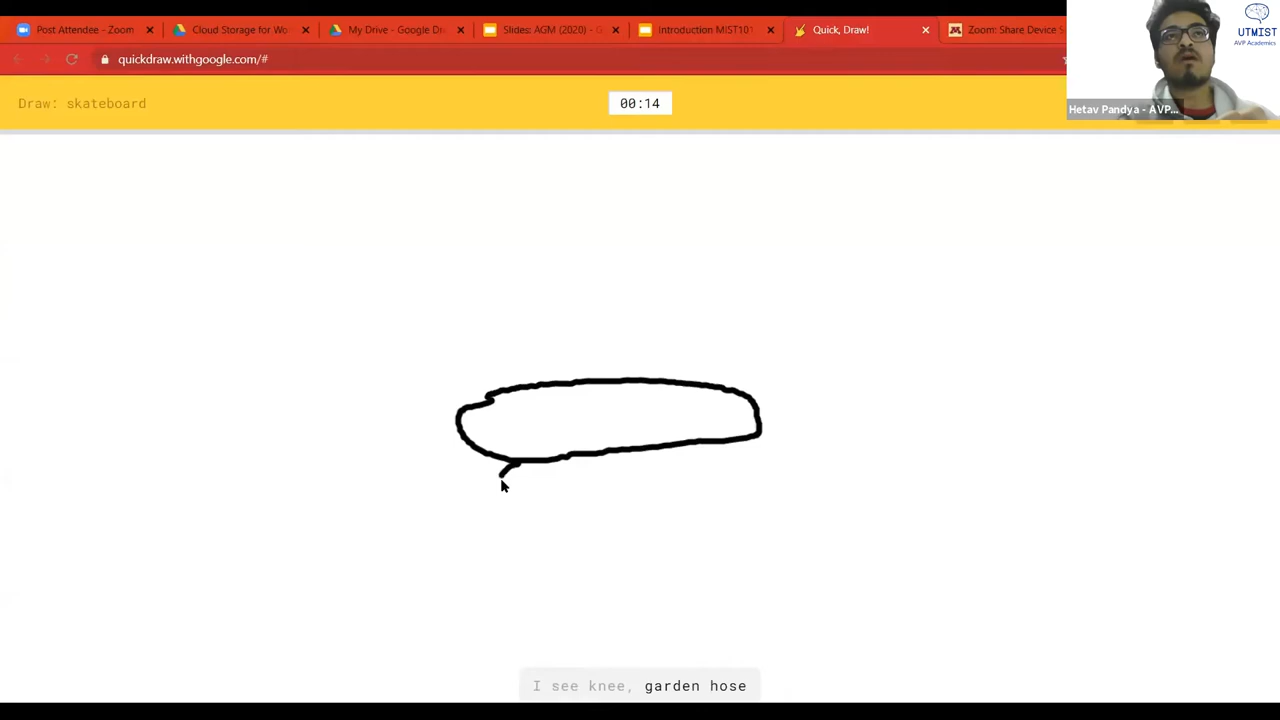 Post Attendee - Zoom
Cloud Storage for Wo
My Drive - Google Dri
Slides: AGM (2020) - G
Introduction MIST101
Quick, Draw!
Zoom: Share Device S
UTMIST
AVP Academics
quickdraw.withgoogle.com/#
Draw: skateboard
00:14
Hetav Pandya - AVP...
I see knee, garden hose